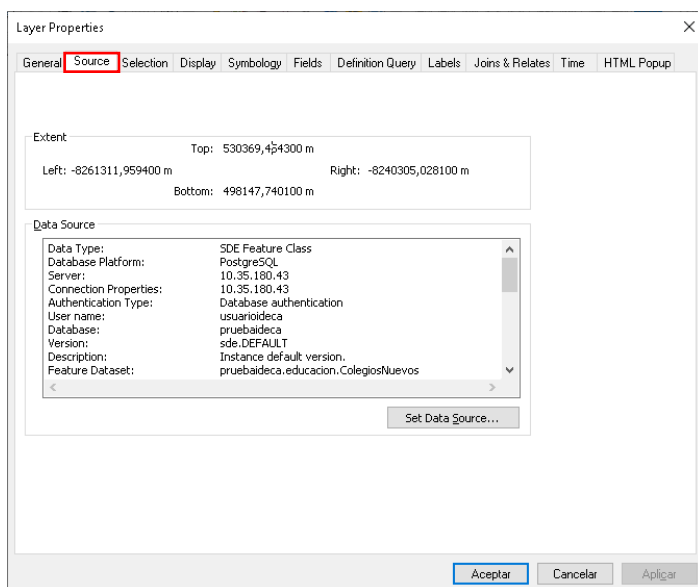 Layer Properties
General Source Selection Display Symbology Fields Definition Query Labels Joins & Relates Time HTML Popup
Extent
Top: 530369,454300 m
Left: -8261311,959400 m Right: -8240305,028100 m
Bottom: 498147,740100 m
Data Source
Data Type: SDE Feature Class
Database Platform: PostgreSQL
Server: 10.35.180.43
Connection Properties: 10.35.180.43
Authentication Type: Database authentication
User name: usuarioideca
Database: pruebaideca
Version: sde.DEFAULT
Description: Instance default version.
Feature Dataset: pruebaideca.educacion.ColegiosNuevos
Set Data Source...
Aceptar Cancelar Aplicar